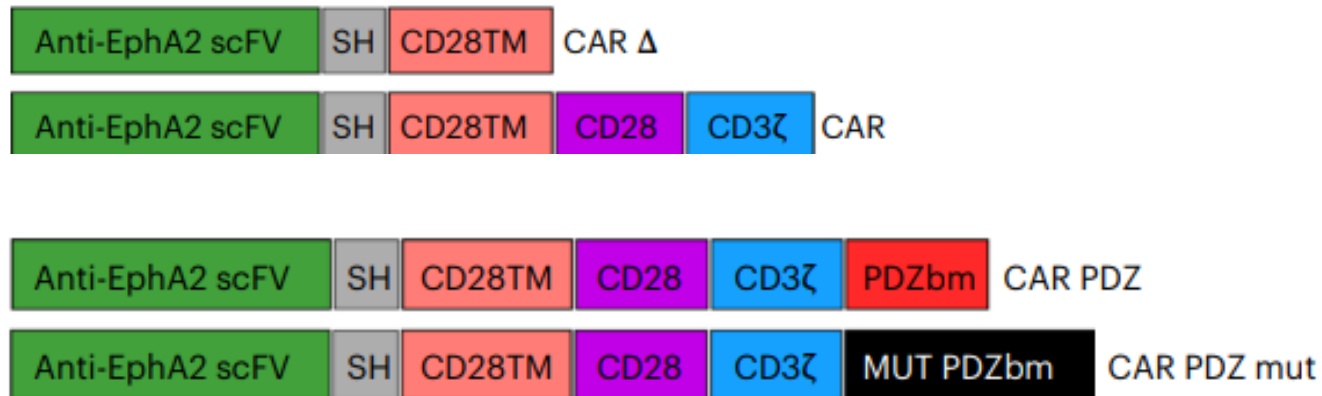 Anti-EphA2 scFV SH CD28TM CAR Δ
Anti-EphA2 scFV SH CD28TM CD28 CD3ζ CAR
Anti-EphA2 scFV SH CD28TM CD28 CD3ζ PDZbm CAR PDZ
Anti-EphA2 scFV SH CD28TM CD28 CD3ζ MUT PDZbm CAR PDZ mut